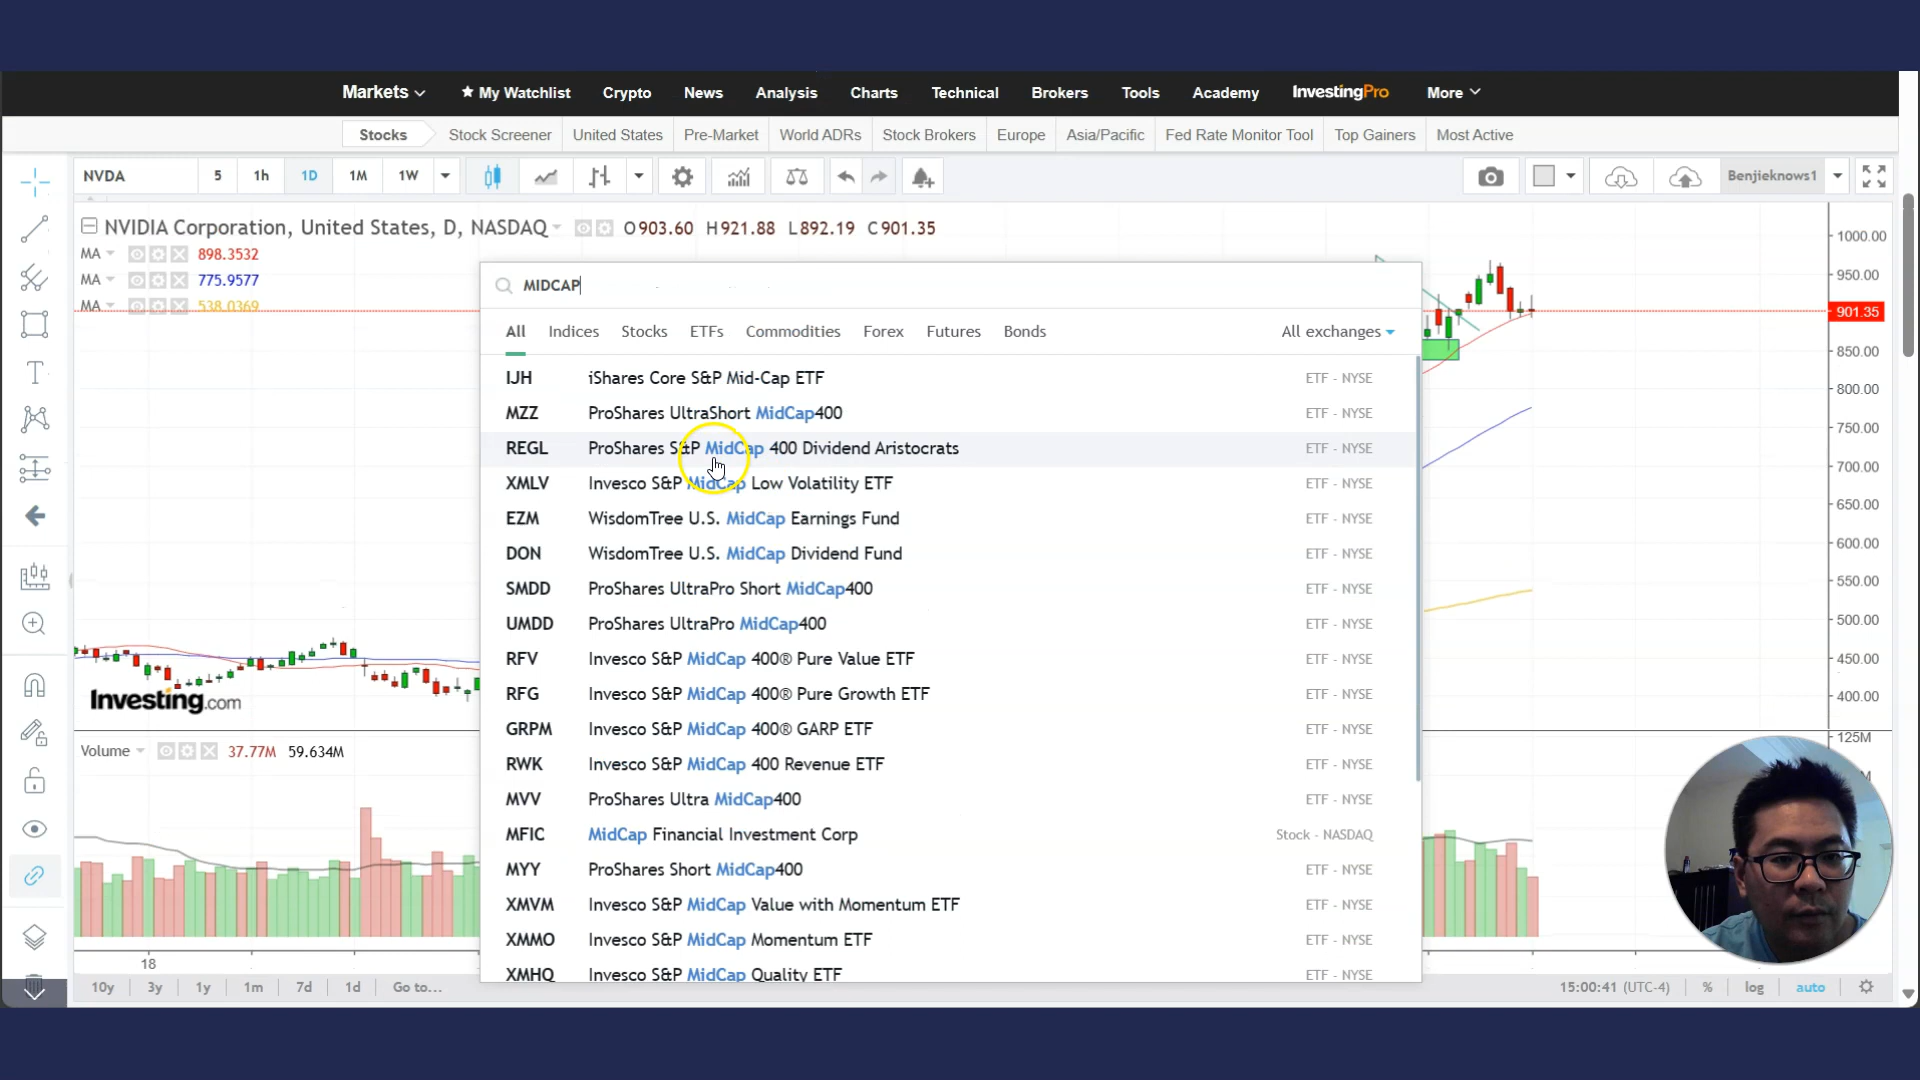 Markets
★ My Watchlist
Crypto
News
Analysis
Charts
Technical
Brokers
Tools
Academy
InvestingPro
More
Stocks
Stock Screener
United States
Pre-Market
World ADRs
Stock Brokers
Europe
Asia/Pacific
Fed Rate Monitor Tool
Top Gainers
Most Active
NVDA
5
1h
1D
1M
1W
Benjieknows1
NVIDIA Corporation, United States, D, NASDAQ
O903.60 H921.88 L892.19 C901.35
MA 898.3532
MA 775.9577
MA 538.0369
MIDCAP
All
Indices
Stocks
ETFs
Commodities
Forex
Futures
Bonds
All exchanges
IJH iShares Core S&P Mid-Cap ETF ETF - NYSE
MZZ ProShares UltraShort MidCap400 ETF - NYSE
REGL ProShares S&P MidCap 400 Dividend Aristocrats ETF - NYSE
XMLV Invesco S&P MidCap Low Volatility ETF ETF - NYSE
EZM WisdomTree U.S. MidCap Earnings Fund ETF - NYSE
DON WisdomTree U.S. MidCap Dividend Fund ETF - NYSE
SMDD ProShares UltraPro Short MidCap400 ETF - NYSE
UMDD ProShares UltraPro MidCap400 ETF - NYSE
RFV Invesco S&P MidCap 400® Pure Value ETF ETF - NYSE
RFG Invesco S&P MidCap 400® Pure Growth ETF ETF - NYSE
GRPM Invesco S&P MidCap 400® GARP ETF ETF - NYSE
RWK Invesco S&P MidCap 400 Revenue ETF ETF - NYSE
MVV ProShares Ultra MidCap400 ETF - NYSE
MFIC MidCap Financial Investment Corp Stock - NASDAQ
MYY ProShares Short MidCap400 ETF - NYSE
XMVM Invesco S&P MidCap Value with Momentum ETF ETF - NYSE
XMMO Invesco S&P MidCap Momentum ETF ETF - NYSE
XMHQ Invesco S&P MidCap Quality ETF ETF - NYSE
1000.00
950.00
901.35
850.00
800.00
750.00
700.00
650.00
600.00
550.00
500.00
450.00
400.00
125M
Investing.com
Volume 37.77M 59.634M
18
10y
3y
1y
1m
7d
1d
Go to...
15:00:41 (UTC-4)
%
log
auto